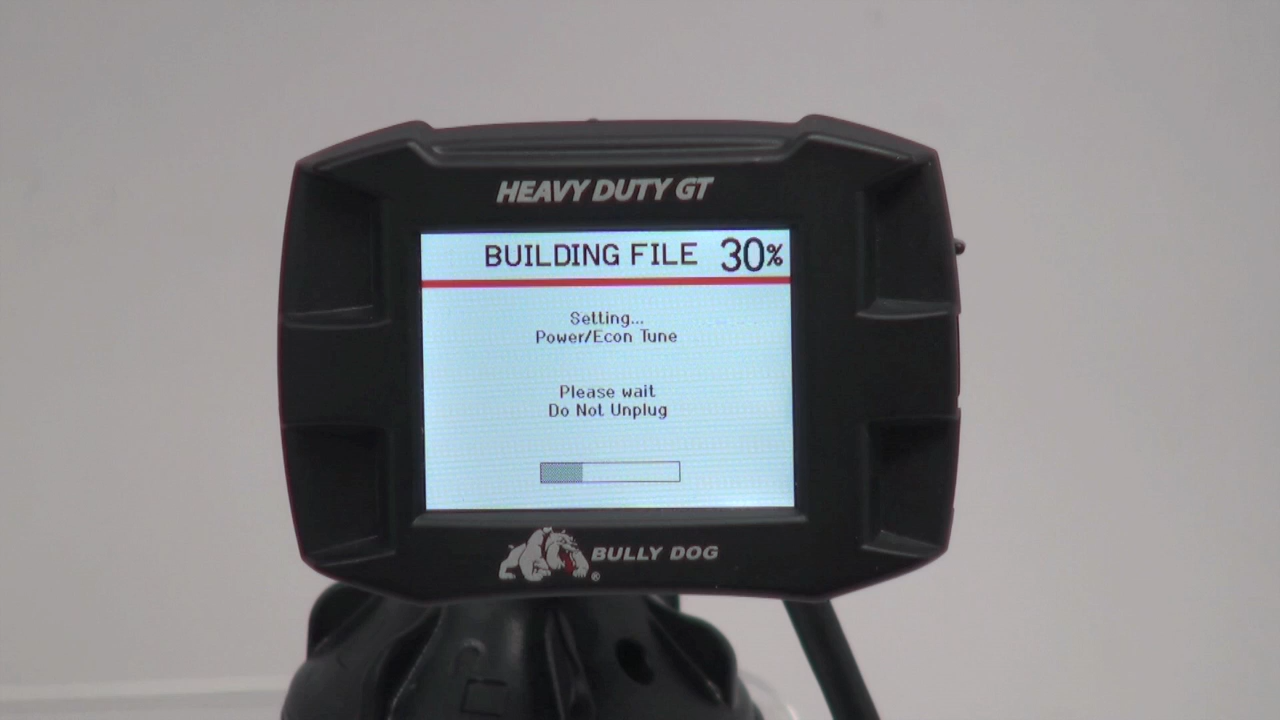 HEAVY DUTY GT
BUILDING FILE 30%
Setting...
Power/Econ Tune
Please wait
Do Not Unplug
BULLY DOG
®